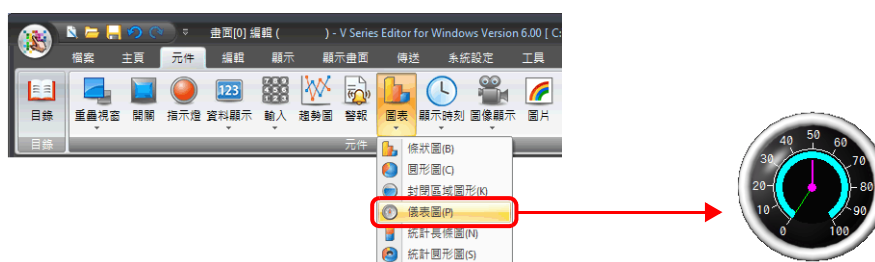 畫面[0] 編輯 (          ) - V Series Editor for Windows Version 6.00 [ C:
檔案 主頁 元件 編輯 顯示 顯示畫面 傳送 系統設定 工具
目錄 重疊視窗 開關 指示燈 資料顯示 輸入 趨勢圖 警報 圖表 顯示時刻 圖像顯示 圖片
目錄 元件
條狀圖(B)
圓形圖(C)
封閉區域圖形(K)
儀表圖(P)
統計長條圖(N)
統計圓形圖(S)
0 10 20 30 40 50 60 70 80 90 100